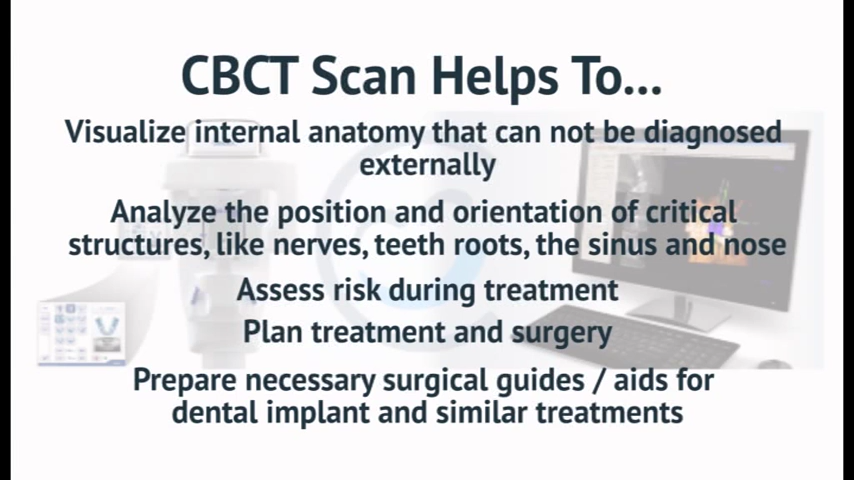 CBCT Scan Helps To...
Visualize internal anatomy that can not be diagnosed
externally
Analyze the position and orientation of critical
structures, like nerves, teeth roots, the sinus and nose
Assess risk during treatment
Plan treatment and surgery
Prepare necessary surgical guides / aids for
dental implant and similar treatments